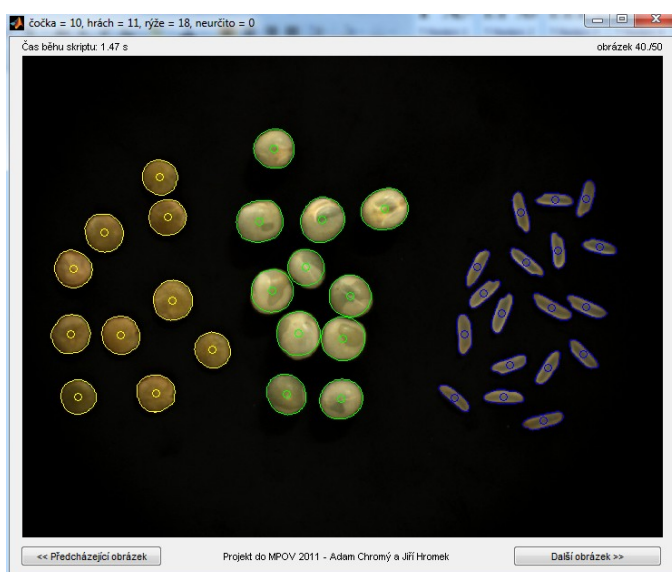 čočka = 10, hrách = 11, rýže = 18, neurčito = 0
Čas běhu skriptu: 1.47 s
obrázek 40./50
<< Předcházející obrázek
Projekt do MPOV 2011 - Adam Chromý a Jiří Hromek
Další obrázek >>